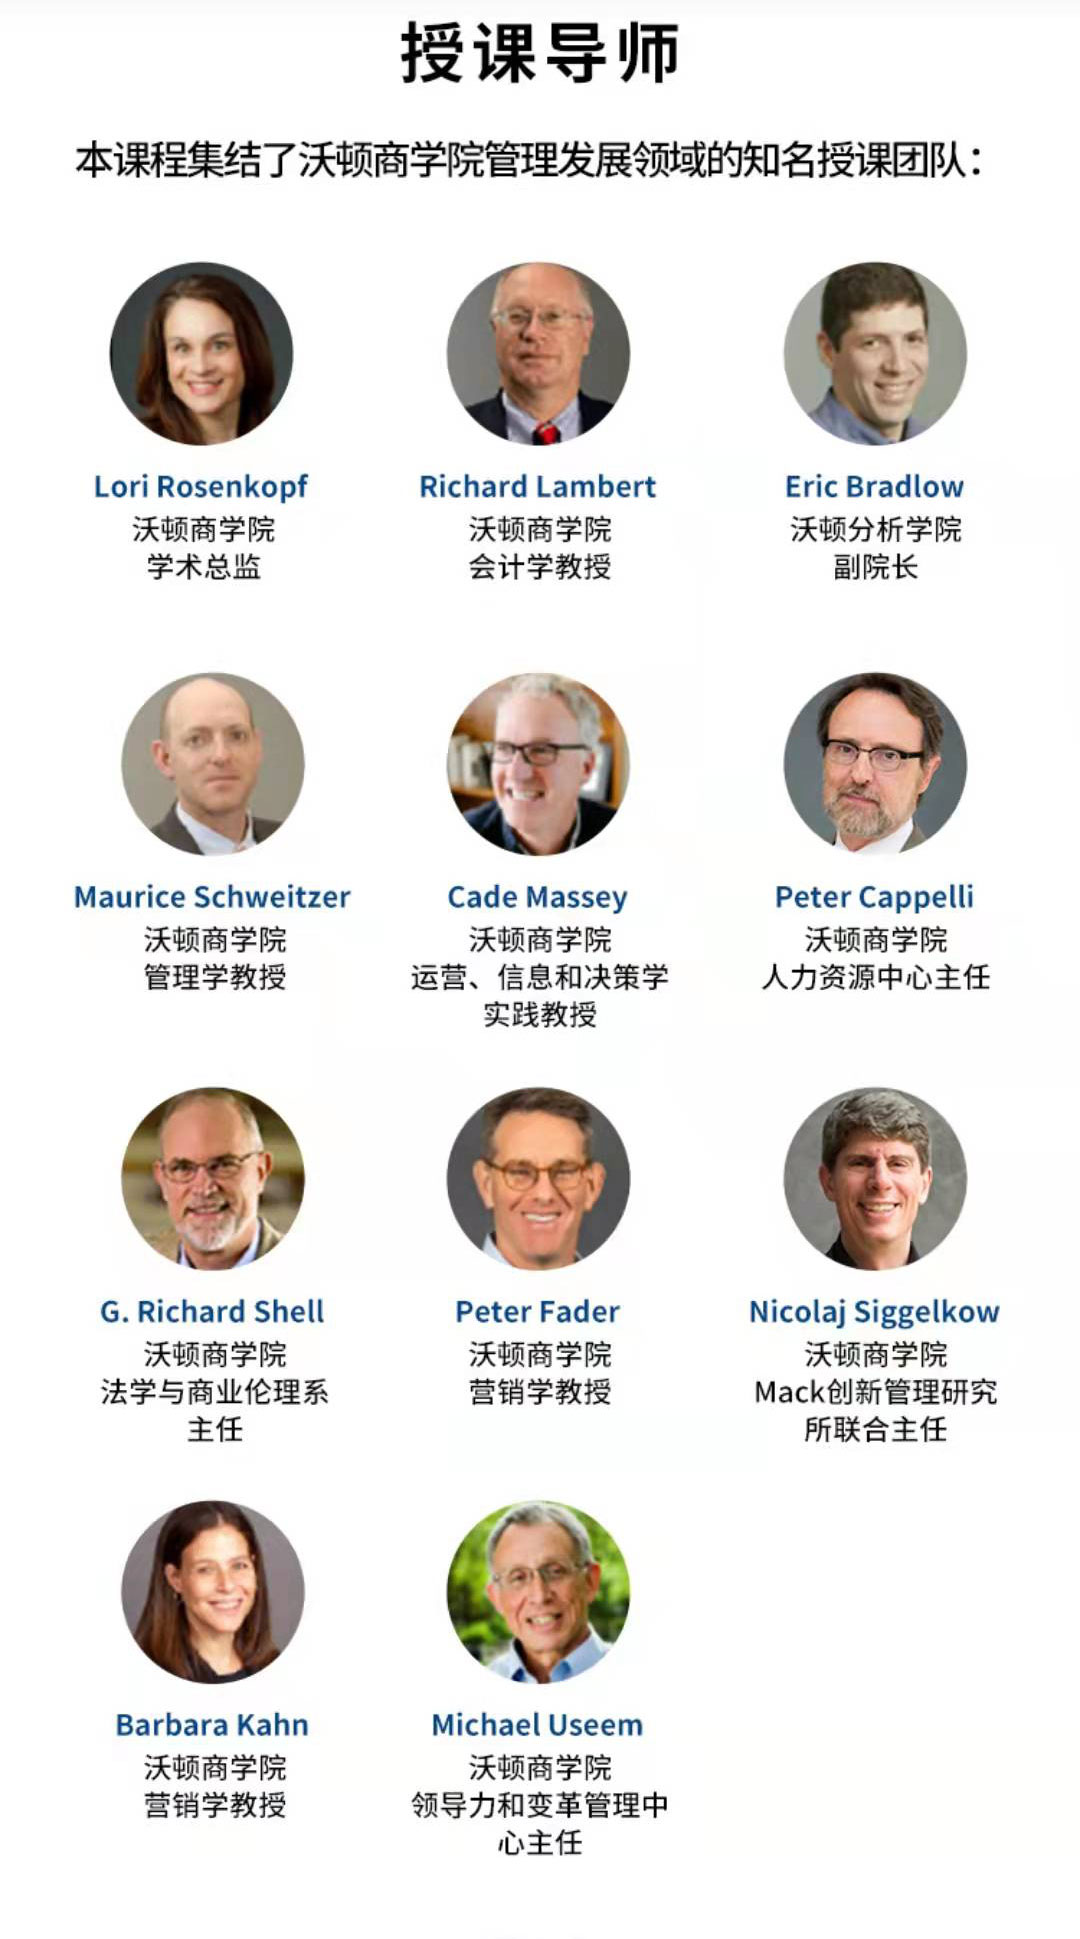 授课导师
本课程集结了沃顿商学院管理发展领域的知名授课团队：
Lori Rosenkopf
沃顿商学院
学术总监
Richard Lambert
沃顿商学院
会计学教授
Eric Bradlow
沃顿分析学院
副院长
Maurice Schweitzer
沃顿商学院
管理学教授
Cade Massey
沃顿商学院
运营、信息和决策学
实践教授
Peter Cappelli
沃顿商学院
人力资源中心主任
G. Richard Shell
沃顿商学院
法学与商业伦理系
主任
Peter Fader
沃顿商学院
营销学教授
Nicolaj Siggelkow
沃顿商学院
Mack创新管理研究
所联合主任
Barbara Kahn
沃顿商学院
营销学教授
Michael Useem
沃顿商学院
领导力和变革管理中
心主任